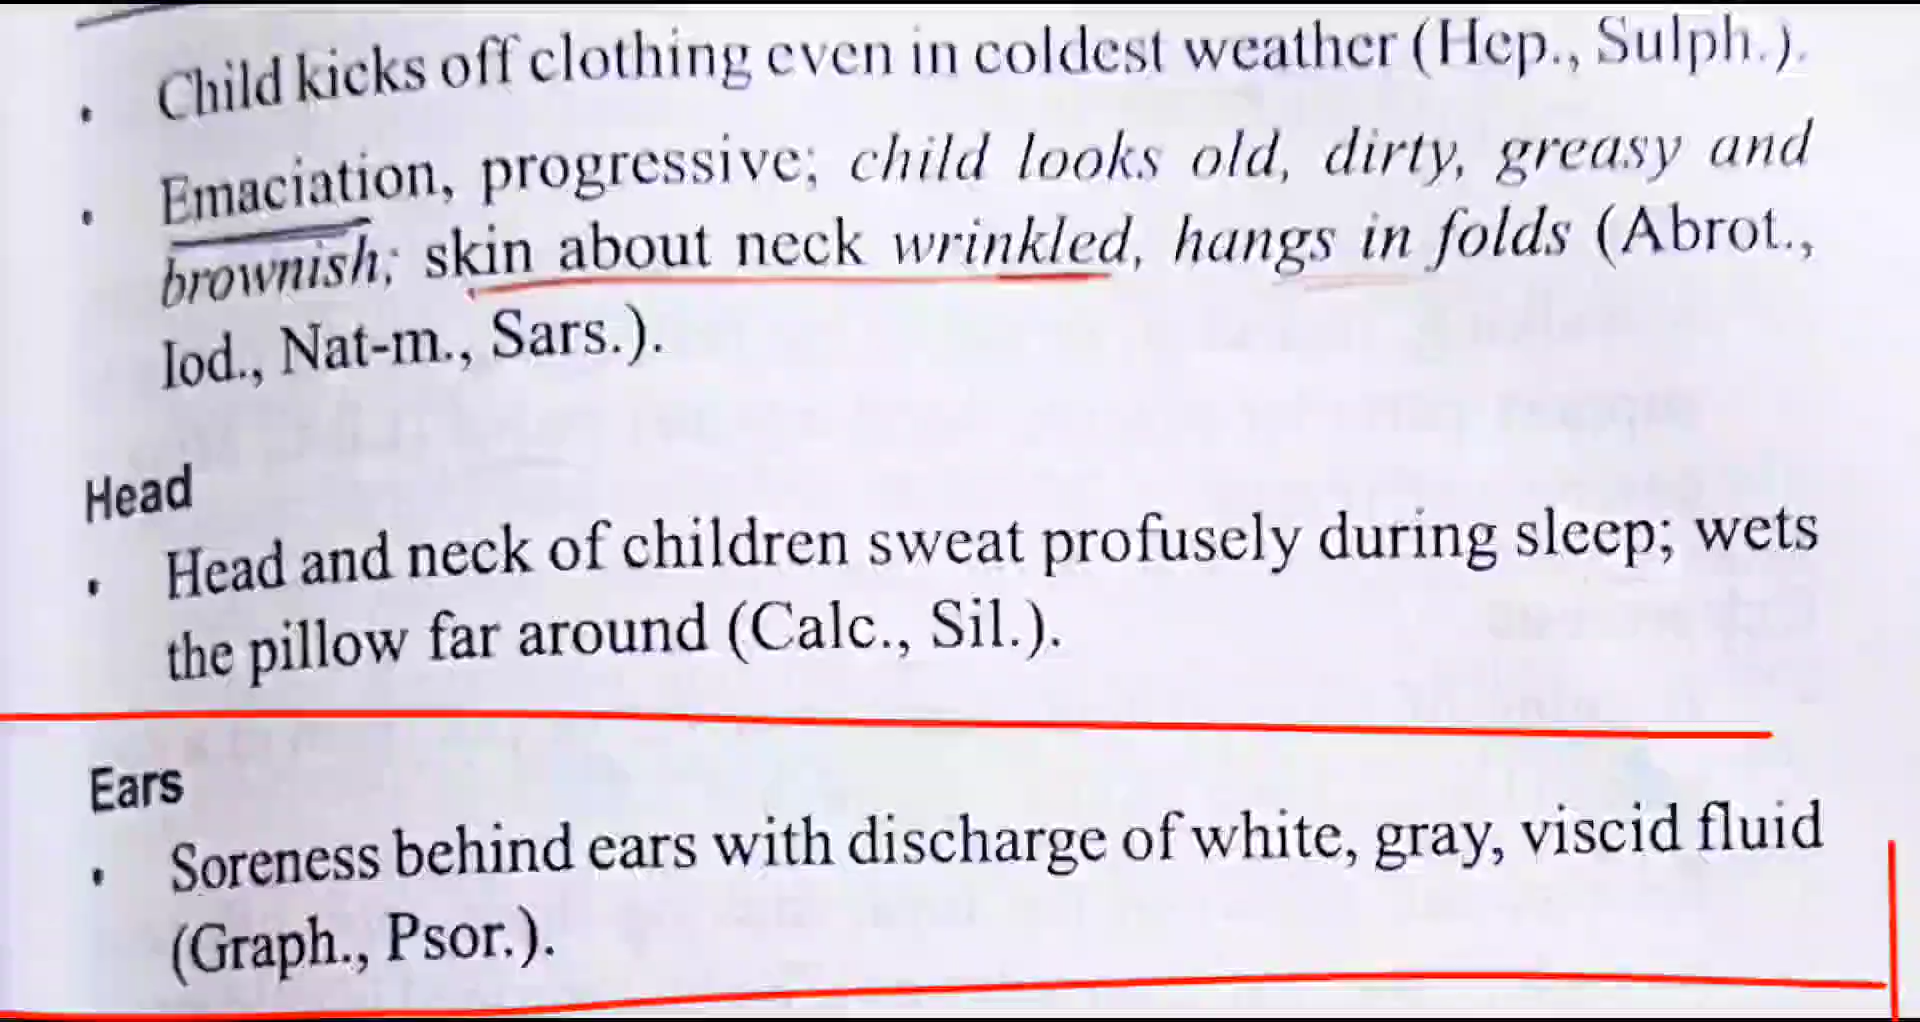 • Child kicks off clothing even in coldest weather (Hep., Sulph.).
• Emaciation, progressive; child looks old, dirty, greasy and
brownish; skin about neck wrinkled, hangs in folds (Abrot.,
Iod., Nat-m., Sars.).
Head
• Head and neck of children sweat profusely during sleep; wets
the pillow far around (Calc., Sil.).
Ears
• Soreness behind ears with discharge of white, gray, viscid fluid
(Graph., Psor.).